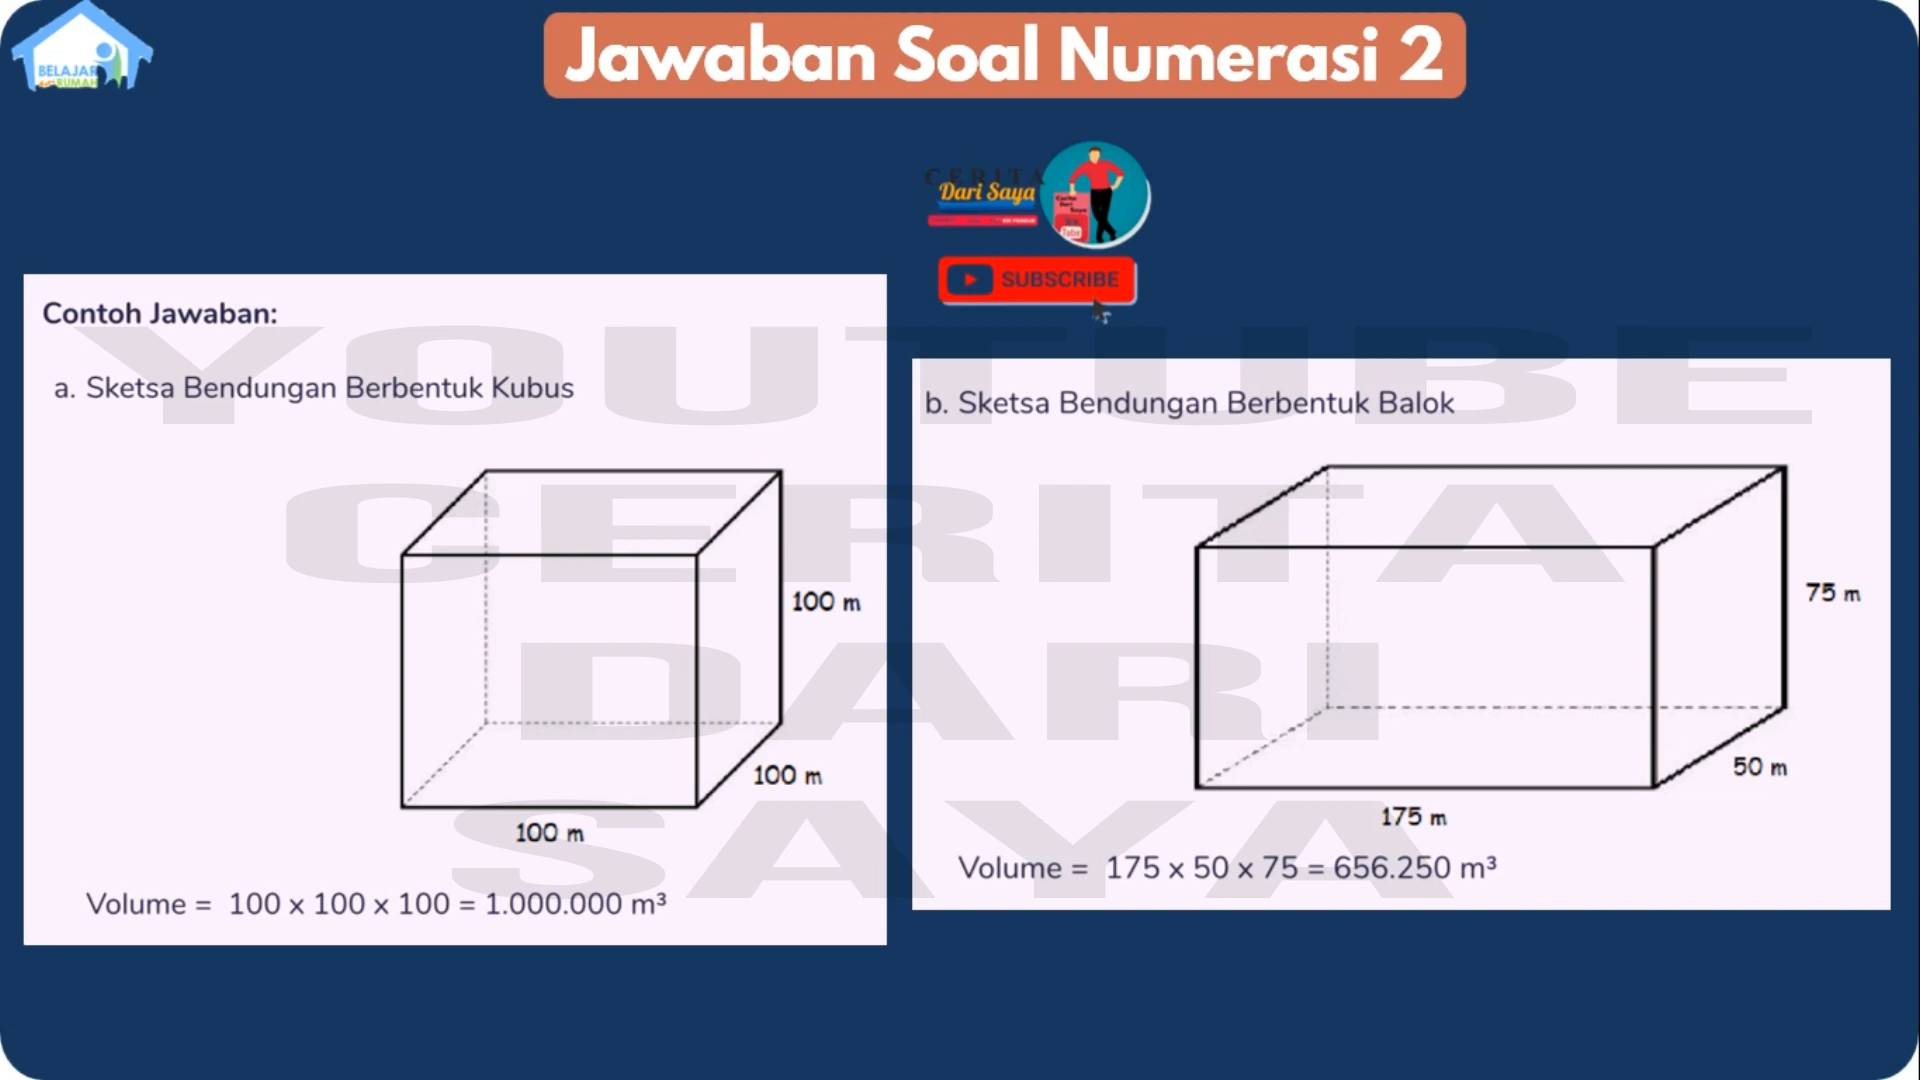 BELAJAR
RUMAH
Jawaban Soal Numerasi 2
CERITA
Dari Saya
SUBSCRIBE
Contoh Jawaban:
a. Sketsa Bendungan Berbentuk Kubus
100 m
100 m
100 m
Volume = 100 x 100 x 100 = 1.000.000 m³
b. Sketsa Bendungan Berbentuk Balok
75 m
50 m
175 m
Volume = 175 x 50 x 75 = 656.250 m³
YOUTUBE
CERITA
DARI
SAYA